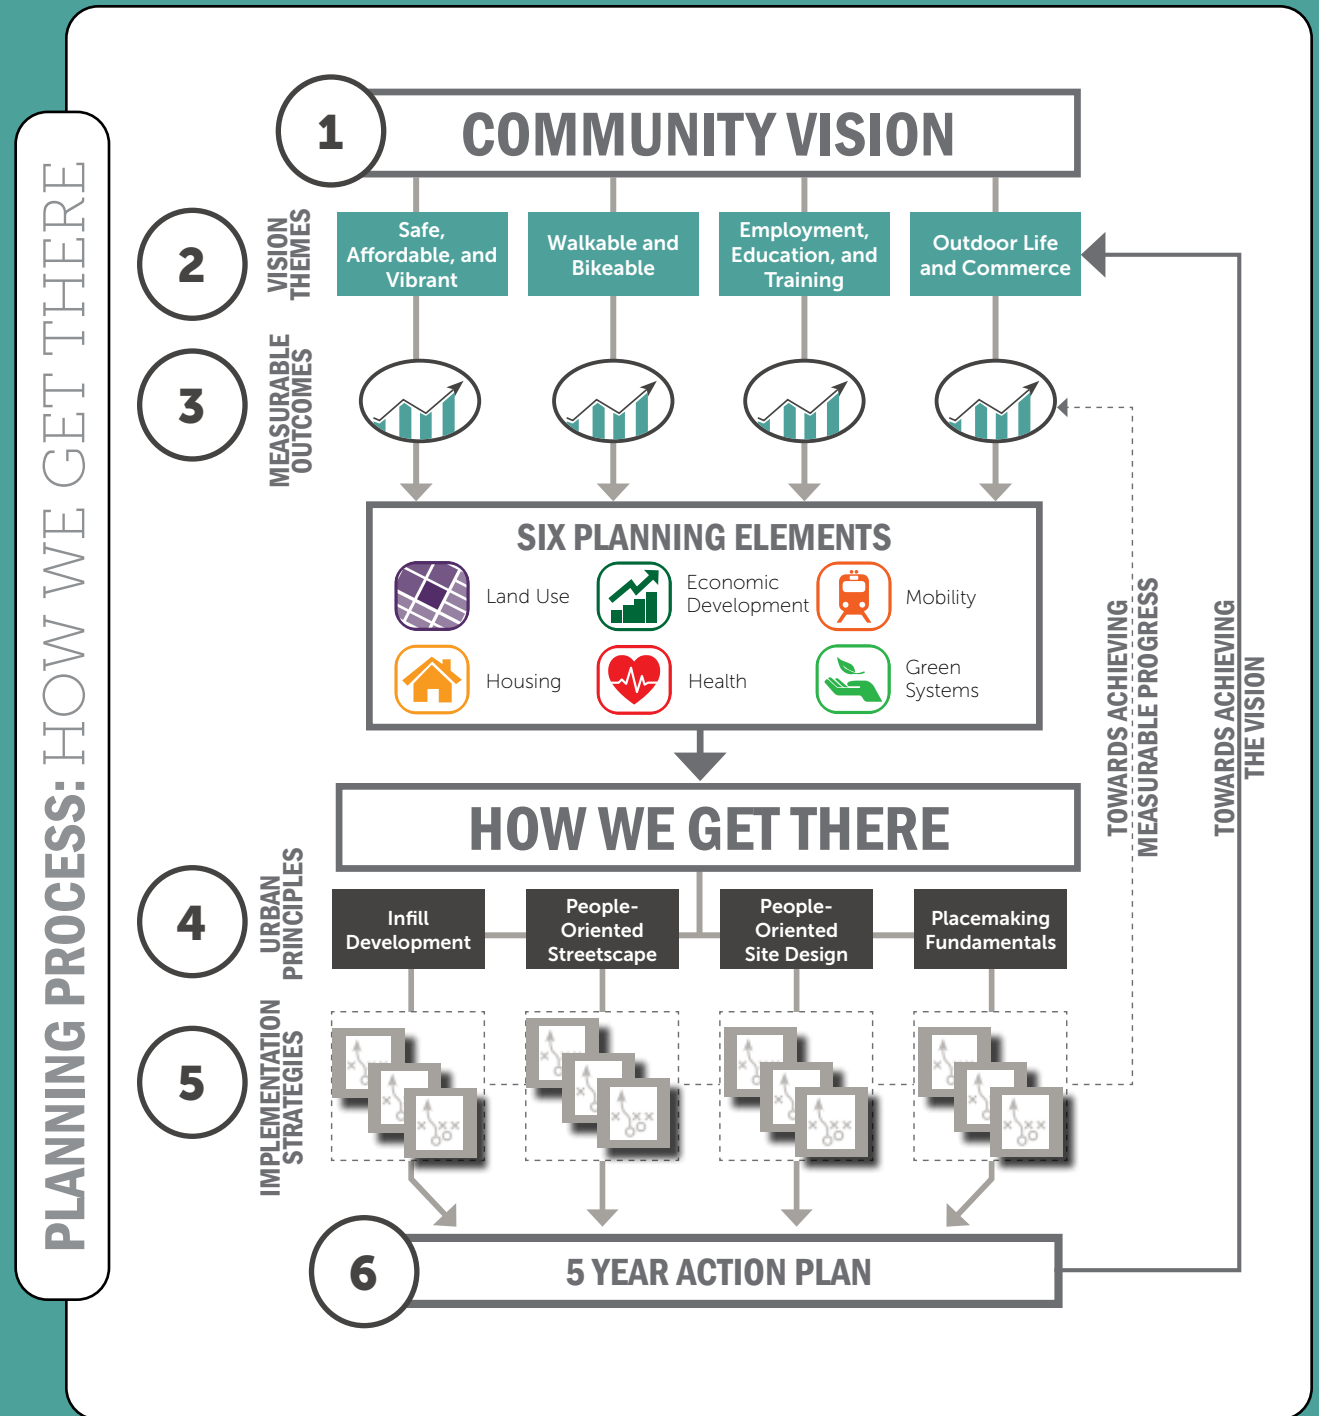 PLANNING PROCESS: HOW WE GET THERE
1
COMMUNITY VISION
2
VISION
THEMES
Safe,
Affordable, and
Vibrant
Walkable and
Bikeable
Employment,
Education, and
Training
Outdoor Life
and Commerce
3
MEASURABLE
OUTCOMES
SIX PLANNING ELEMENTS
Land Use
Economic
Development
Mobility
Housing
Health
Green
Systems
TOWARDS ACHIEVING
MEASURABLE PROGRESS
TOWARDS ACHIEVING
THE VISION
HOW WE GET THERE
4
URBAN
PRINCIPLES
Infill
Development
People-
Oriented
Streetscape
People-
Oriented
Site Design
Placemaking
Fundamentals
5
IMPLEMENTATION
STRATEGIES
6
5 YEAR ACTION PLAN